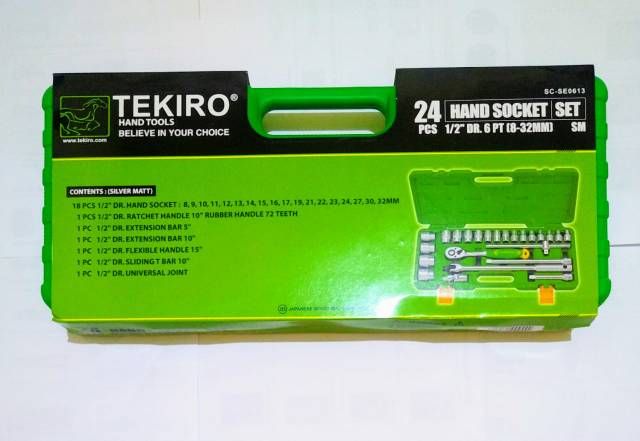 SC-SE0613
TEKIRO®
HAND TOOLS
BELIEVE IN YOUR CHOICE
www.tekiro.com
24 PCS
HAND SOCKET SET
1/2" DR. 6 PT (8-32MM) SM
CONTENTS : (SILVER MATT)
18 PCS 1/2" DR. HAND SOCKET : 8, 9, 10, 11, 12, 13, 14, 15, 16, 17, 19, 21, 22, 23, 24, 27, 30, 32MM
1 PCS 1/2" DR. RATCHET HANDLE 10" RUBBER HANDLE 72 TEETH
1 PC 1/2" DR. EXTENSION BAR 5"
1 PC 1/2" DR. EXTENSION BAR 10"
1 PC 1/2" DR. FLEXIBLE HANDLE 15"
1 PC 1/2" DR. SLIDING T BAR 10"
1 PC 1/2" DR. UNIVERSAL JOINT
JAPANESE